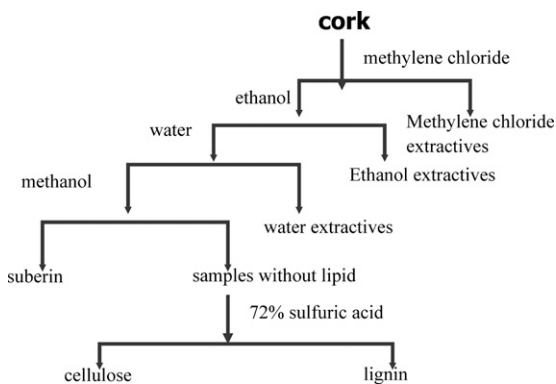 cork
methylene chloride
ethanol
Methylene chloride
extractives
water
Ethanol extractives
methanol
water extractives
suberin
samples without lipid
72% sulfuric acid
cellulose
lignin